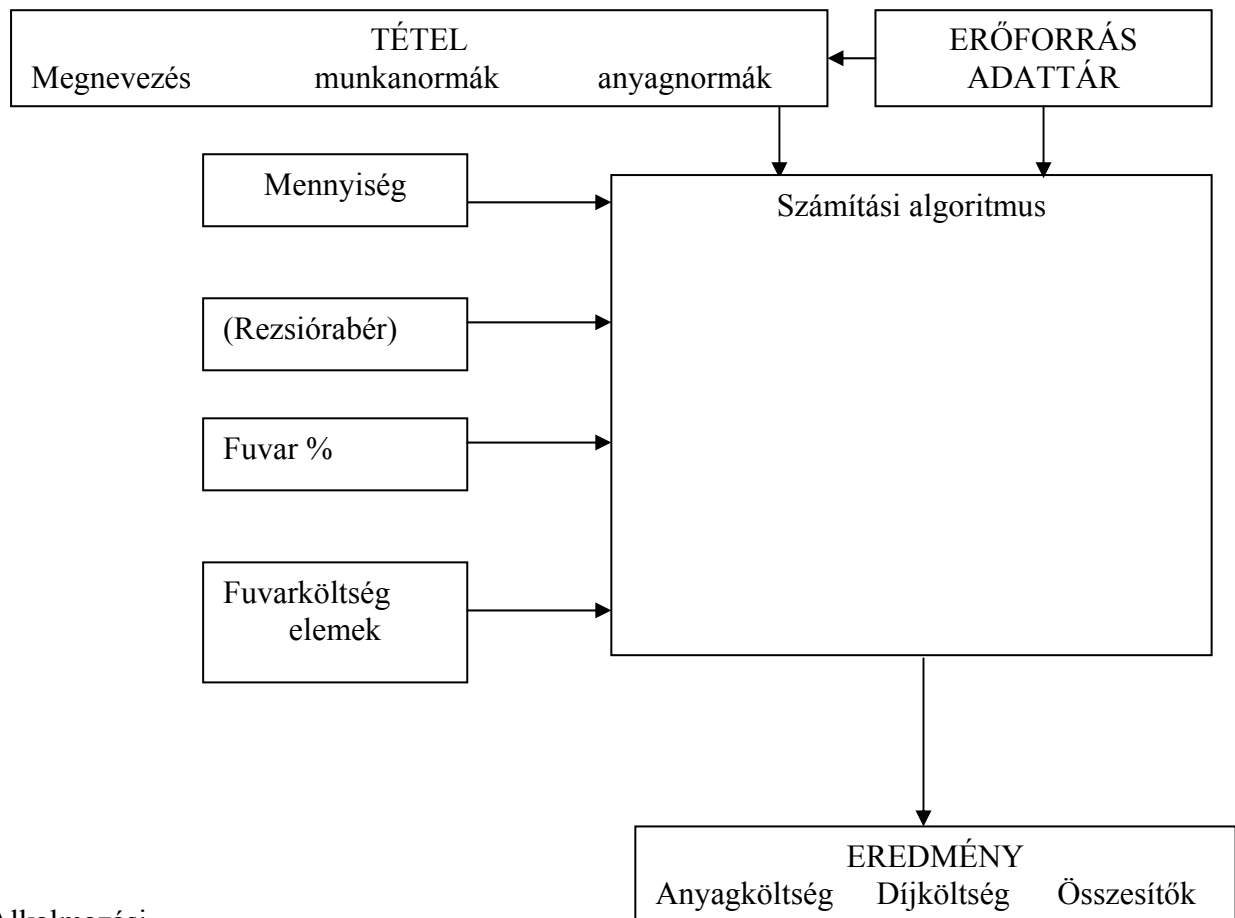 TÉTEL
Megnevezés munkanormák anyagnormák
ERŐFORRÁS
ADATTÁR
Mennyiség
Számítási algoritmus
(Rezsiórabér)
Fuvar %
Fuvarköltség
elemek
EREDMÉNY
Anyagköltség Díjköltség Összesítők